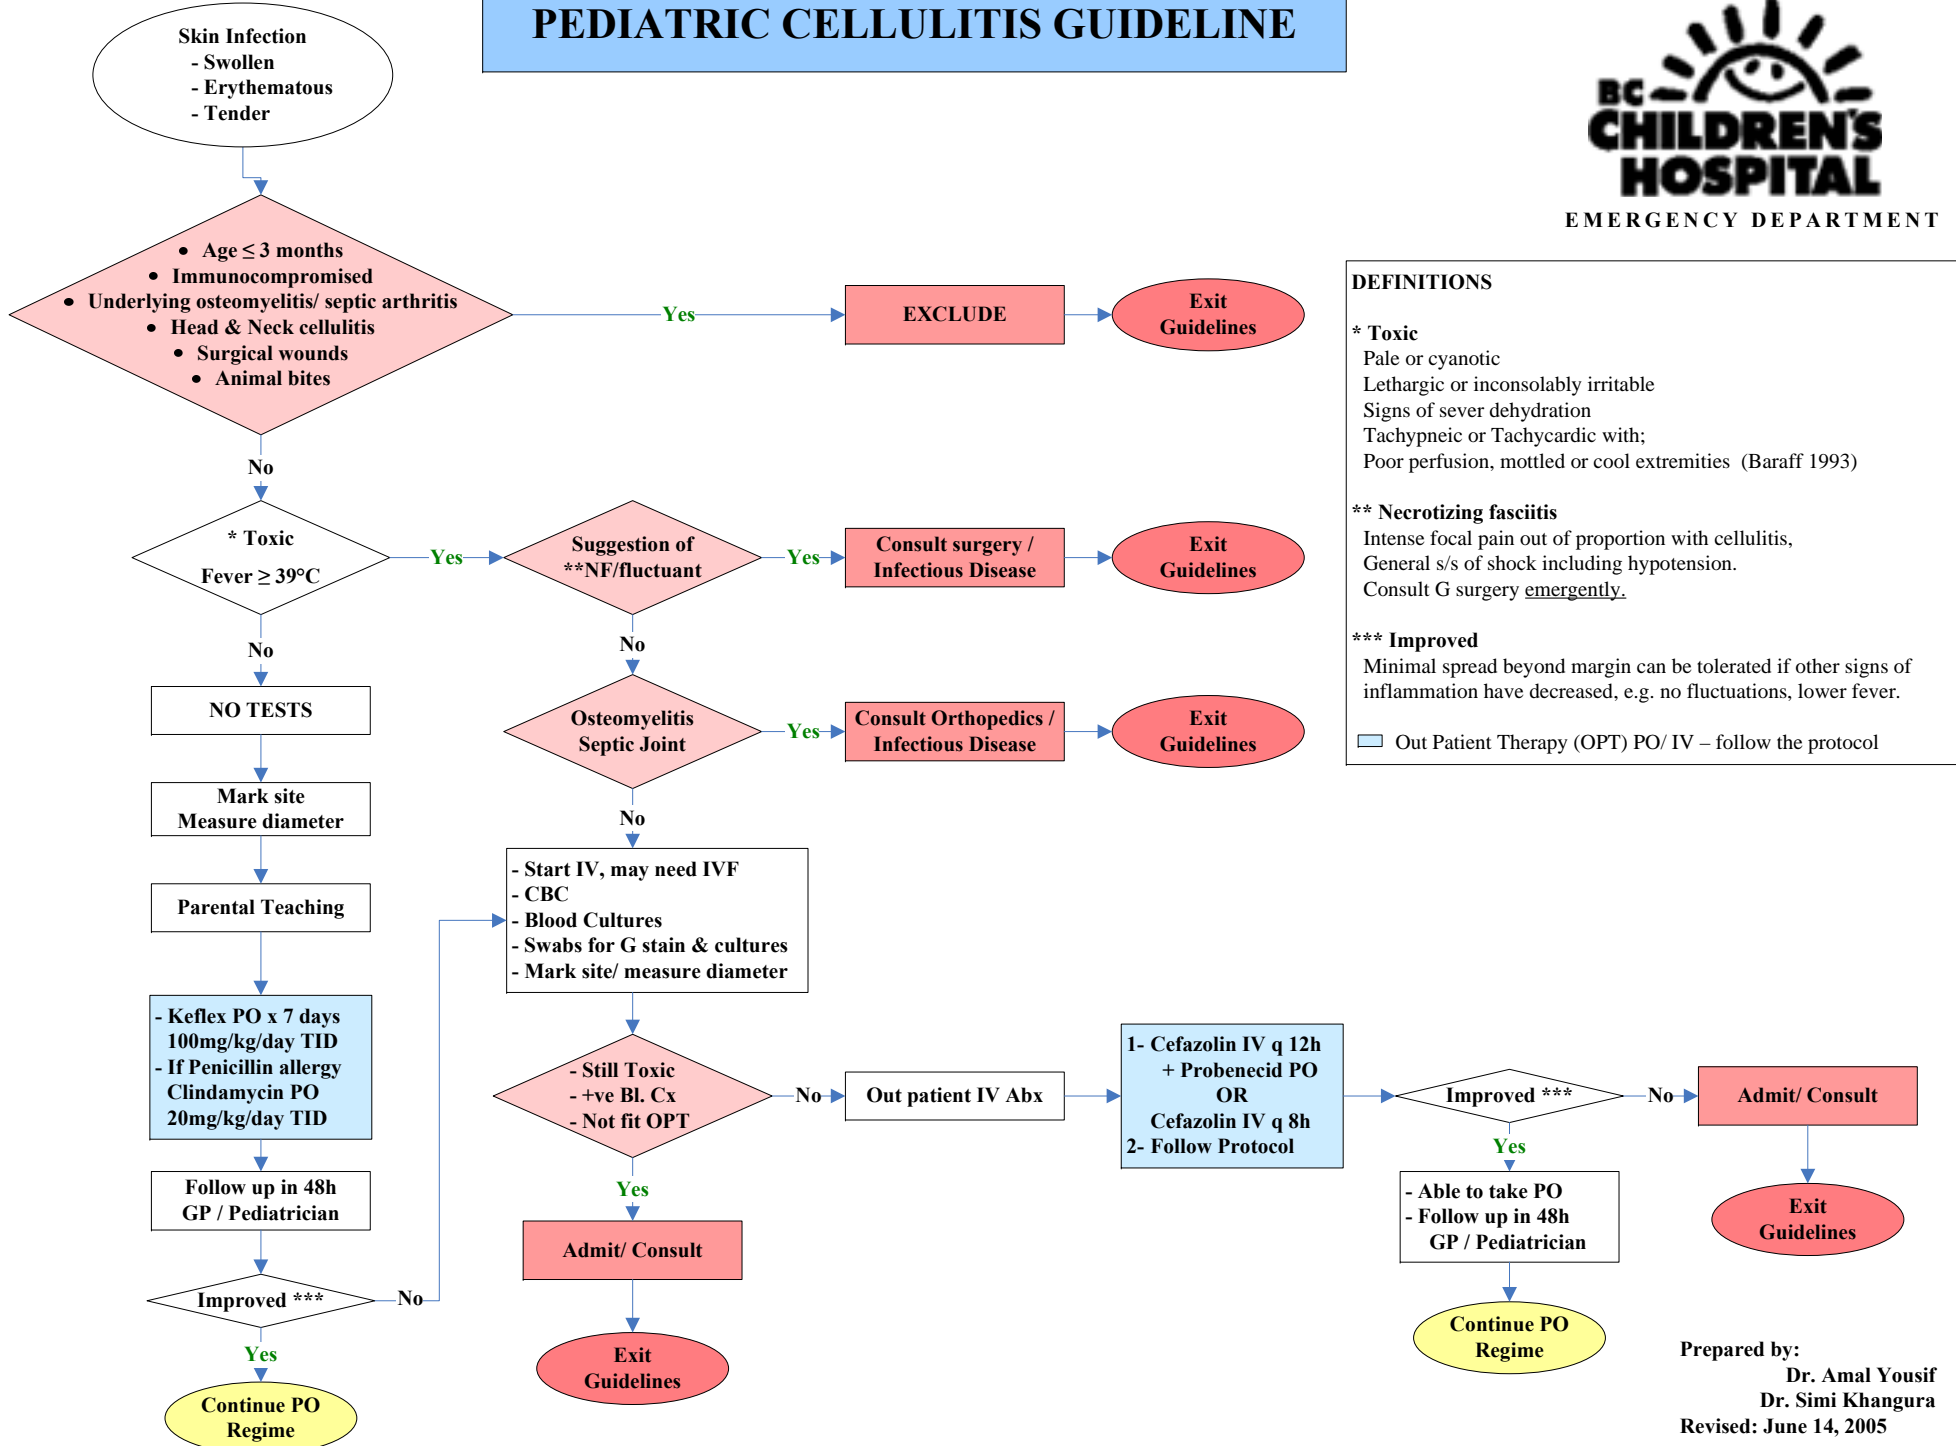 PEDIATRIC CELLULITIS GUIDELINE
BC
CHILDREN'S
HOSPITAL
EMERGENCY DEPARTMENT
Skin Infection
- Swollen
- Erythematous
- Tender
• Age ≤ 3 months
• Immunocompromised
• Underlying osteomyelitis/ septic arthritis
• Head & Neck cellulitis
• Surgical wounds
• Animal bites
Yes
EXCLUDE
Exit
Guidelines
No
* Toxic
Fever ≥ 39°C
Yes
Suggestion of
**NF/fluctuant
Yes
Consult surgery /
Infectious Disease
Exit
Guidelines
No
Osteomyelitis
Septic Joint
Yes
Consult Orthopedics /
Infectious Disease
Exit
Guidelines
No
- Start IV, may need IVF
- CBC
- Blood Cultures
- Swabs for G stain & cultures
- Mark site/ measure diameter
No
NO TESTS
Mark site
Measure diameter
Parental Teaching
- Keflex PO x 7 days
100mg/kg/day TID
- If Penicillin allergy
Clindamycin PO
20mg/kg/day TID
Follow up in 48h
GP / Pediatrician
Improved ***
No
Yes
Continue PO
Regime
- Still Toxic
- +ve Bl. Cx
- Not fit OPT
Yes
Admit/ Consult
Exit
Guidelines
No
Out patient IV Abx
1- Cefazolin IV q 12h
+ Probenecid PO
OR
Cefazolin IV q 8h
2- Follow Protocol
Improved ***
No
Admit/ Consult
Exit
Guidelines
Yes
- Able to take PO
- Follow up in 48h
GP / Pediatrician
Continue PO
Regime
DEFINITIONS
* Toxic
Pale or cyanotic
Lethargic or inconsolably irritable
Signs of sever dehydration
Tachypneic or Tachycardic with;
Poor perfusion, mottled or cool extremities (Baraff 1993)
** Necrotizing fasciitis
Intense focal pain out of proportion with cellulitis,
General s/s of shock including hypotension.
Consult G surgery emergently.
*** Improved
Minimal spread beyond margin can be tolerated if other signs of
inflammation have decreased, e.g. no fluctuations, lower fever.
Out Patient Therapy (OPT) PO/ IV – follow the protocol
Prepared by:
Dr. Amal Yousif
Dr. Simi Khangura
Revised: June 14, 2005